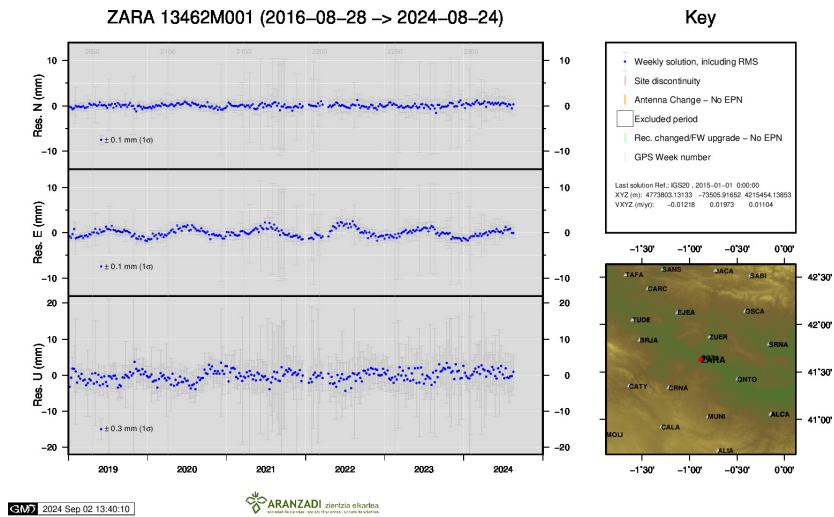 ZARA 13462M001 (2016−08−28 −> 2024−08−24)
Key
2050
2100
2150
2200
2250
2300
Res. N (mm)
10
0
−10
10
0
−10
± 0.1 mm (1σ)
Res. E (mm)
10
0
−10
10
0
−10
± 0.1 mm (1σ)
Res. U (mm)
20
10
0
−10
−20
20
10
0
−10
−20
± 0.3 mm (1σ)
2019
2020
2021
2022
2023
2024
Weekly solution, inlcuding RMS
Site discontinuity
Antenna Change − No EPN
Excluded period
Rec. changed/FW upgrade − No EPN
GPS Week number
Last solution Ref.: IGS20 , 2015−01−01 0:00:00
XYZ (m): 4773803.13133 −73505.91652 4215454.13853
VXYZ (m/yr): −0.01218 0.01973 0.01104
−1˚30' −1˚00' −0˚30' 0˚00'
42˚30'
42˚00'
41˚30'
41˚00'
TAFA
SANS
JACA
SABI
CARC
TUDE
EJEA
OSCA
BRJA
ZUER
SRNA
ZARA
CATY
CRNA
QNTO
MUNI
ALCA
MOLI
CALA
ALIA
−1˚30' −1˚00' −0˚30' 0˚00'
GMD 2024 Sep 02 13:40:10
ARANZADI zientzia elkartea